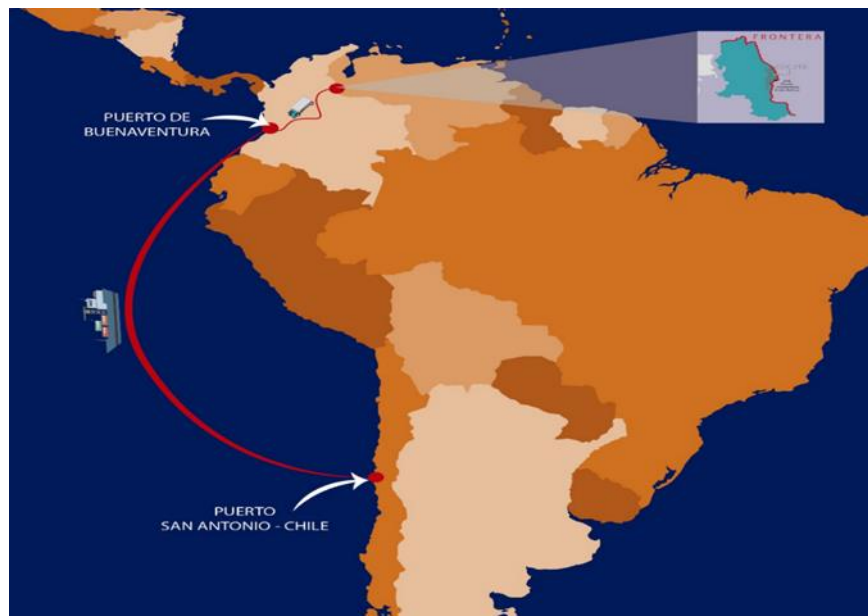 FRONTERA
PUERTO DE
BUENAVENTURA
PUERTO
SAN ANTONIO - CHILE